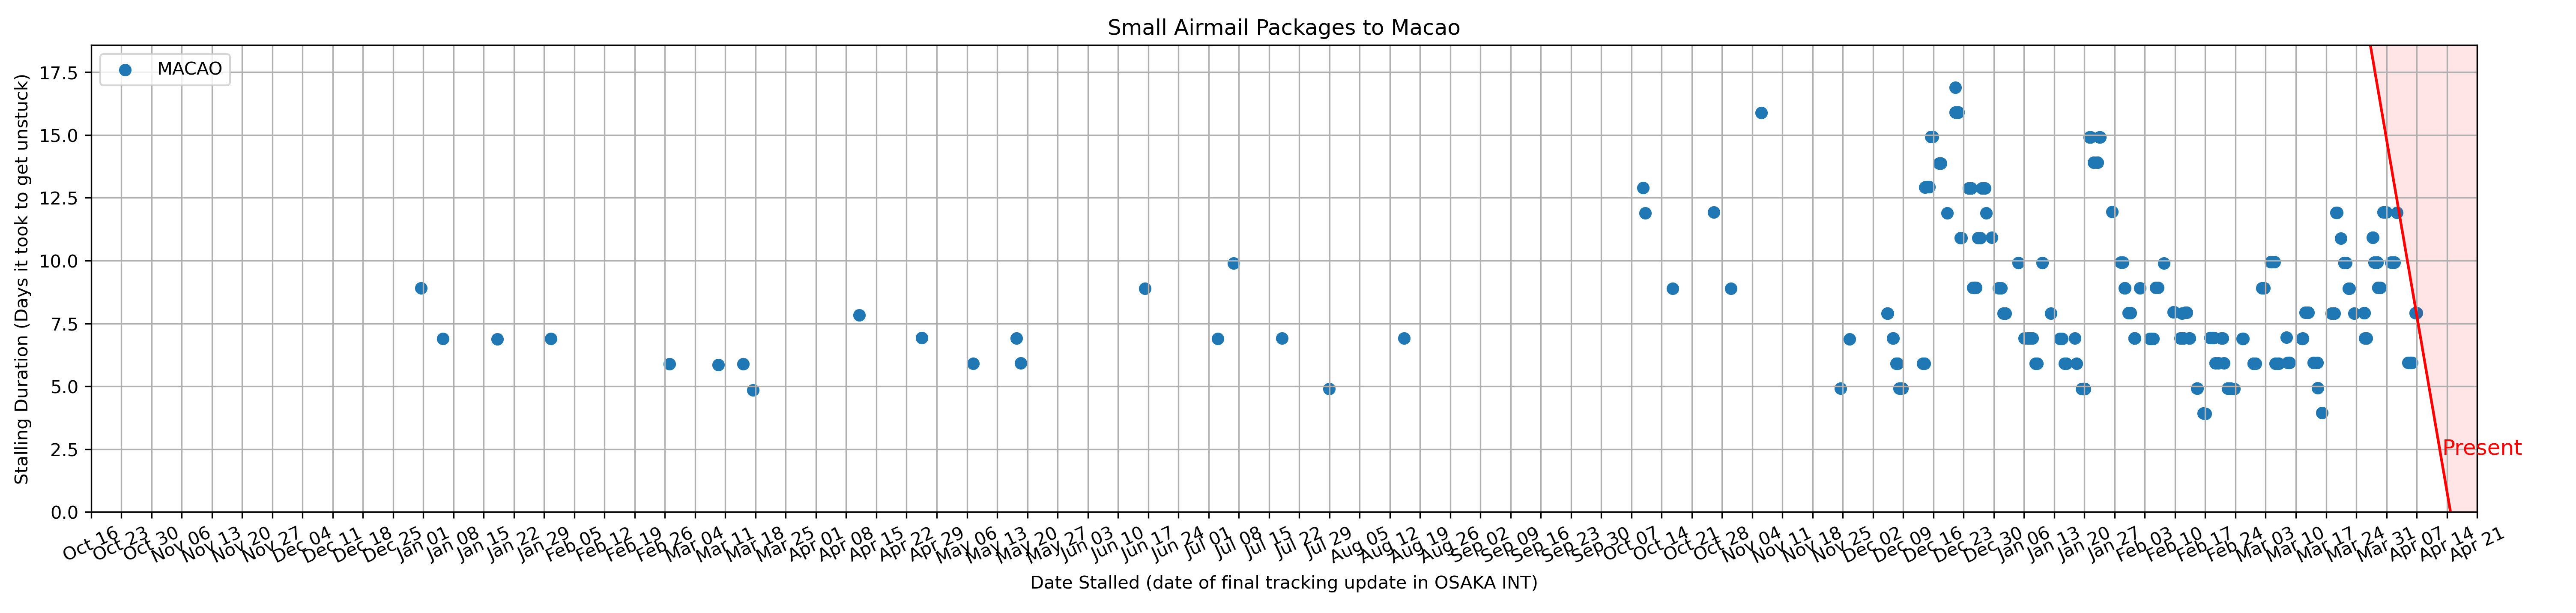 Small Airmail Packages to Macao
MACAO
Stalling Duration (Days it took to get unstuck)
17.5
15.0
12.5
10.0
7.5
5.0
2.5
0.0
Present
Oct 16
Oct 23
Oct 30
Nov 06
Nov 13
Nov 20
Nov 27
Dec 04
Dec 11
Dec 18
Dec 25
Jan 01
Jan 08
Jan 15
Jan 22
Jan 29
Feb 05
Feb 12
Feb 19
Feb 26
Mar 04
Mar 11
Mar 18
Mar 25
Apr 01
Apr 08
Apr 15
Apr 22
Apr 29
May 06
May 13
May 20
May 27
Jun 03
Jun 10
Jun 17
Jun 24
Jul 01
Jul 08
Jul 15
Jul 22
Jul 29
Aug 05
Aug 12
Aug 19
Aug 26
Sep 02
Sep 09
Sep 16
Sep 23
Sep 30
Oct 07
Oct 14
Oct 21
Oct 28
Nov 04
Nov 11
Nov 18
Nov 25
Dec 02
Dec 09
Dec 16
Dec 23
Dec 30
Jan 06
Jan 13
Jan 20
Jan 27
Feb 03
Feb 10
Feb 17
Feb 24
Mar 03
Mar 10
Mar 17
Mar 24
Mar 31
Apr 07
Apr 14
Apr 21
Date Stalled (date of final tracking update in OSAKA INT)